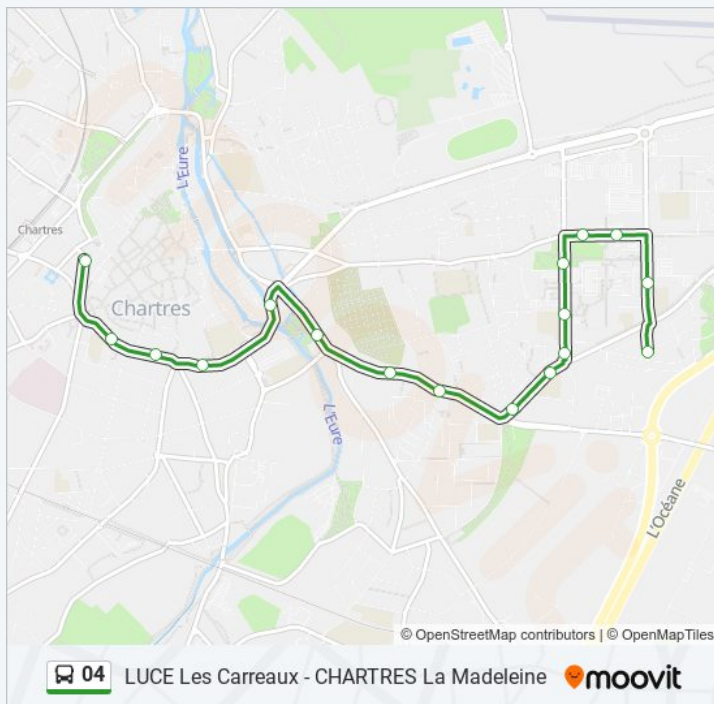 L'Eure
Chartres
Chartres
L'Eure
L'Océane
© OpenStreetMap contributors | © OpenMapTiles
04 LUCE Les Carreaux - CHARTRES La Madeleine moovit